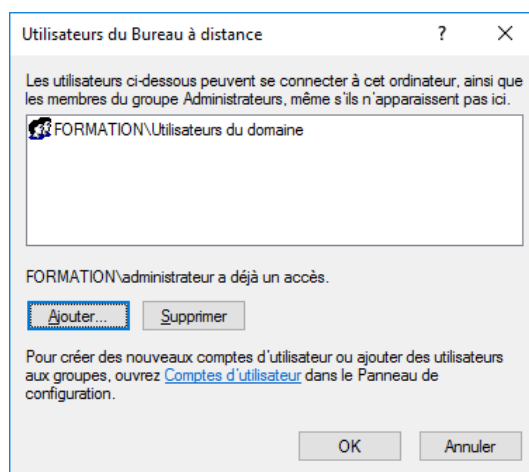 Utilisateurs du Bureau à distance
?
Les utilisateurs ci-dessous peuvent se connecter à cet ordinateur, ainsi que
les membres du groupe Administrateurs, même s'ils n'apparaissent pas ici.
FORMATION\Utilisateurs du domaine
FORMATION\administrateur a déjà un accès.
Ajouter... Supprimer
Pour créer des nouveaux comptes d'utilisateur ou ajouter des utilisateurs
aux groupes, ouvrez Comptes d'utilisateur dans le Panneau de
configuration.
OK Annuler